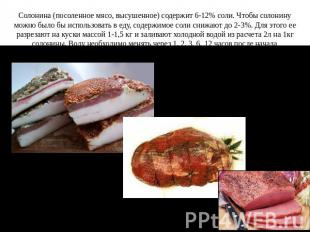 Солонина (посоленное мясо, высушенное) содержит 6-12% соли. Чтобы солонину
можно было бы использовать в еду, содержимое соли снижают до 2-3%. Для этого ее
разрезают на куски массой 1-1,5 кг и заливают холодной водой из расчета 2л на 1кг
солонины. Воду необходимо менять через 1, 2, 3, 6, 12 часов после начала
PPt4WEB.ru